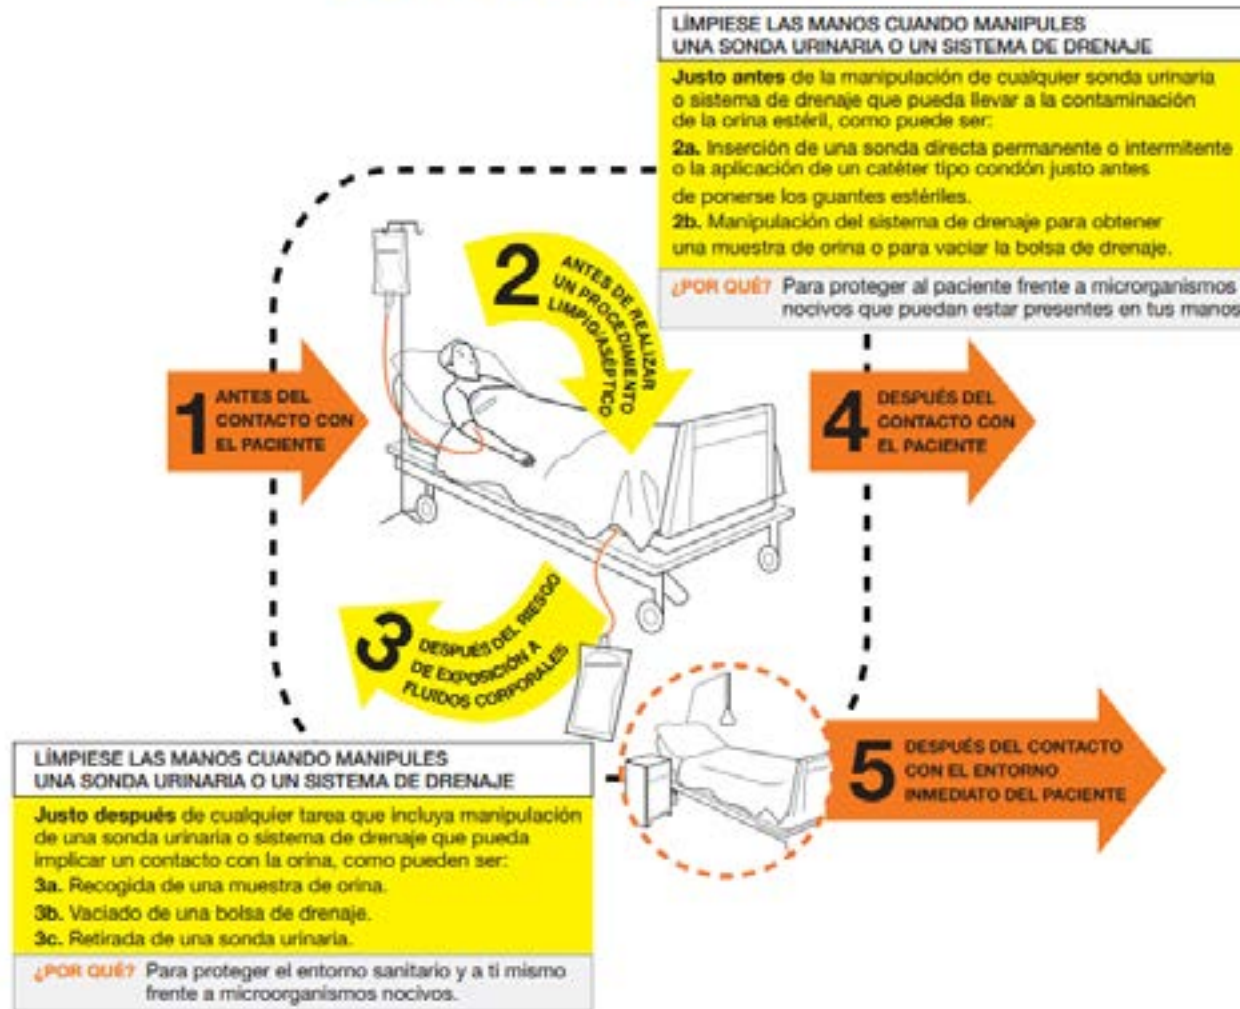 LÍMPIESE LAS MANOS CUANDO MANIPULES
UNA SONDA URINARIA O UN SISTEMA DE DRENAJE
Justo antes de la manipulación de cualquier sonda urinaria
o sistema de drenaje que pueda llevar a la contaminación
de la orina estéril, como puede ser:
2a. Inserción de una sonda directa permanente o intermitente
o la aplicación de un catéter tipo condón justo antes
de ponerse los guantes estériles.
2b. Manipulación del sistema de drenaje para obtener
una muestra de orina o para vaciar la bolsa de drenaje.
¿POR QUÉ? Para proteger al paciente frente a microrganismos
nocivos que puedan estar presentes en tus manos
2
ANTES DE REALIZAR
UN PROCEDIMIENTO
LIMPIO/ASÉPTICO
1
ANTES DEL
CONTACTO CON
EL PACIENTE
4
DESPUÉS DEL
CONTACTO CON
EL PACIENTE
3
DESPUÉS DEL RIESGO
DE EXPOSICIÓN A
FLUIDOS CORPORALES
5
DESPUÉS DEL CONTACTO
CON EL ENTORNO
INMEDIATO DEL PACIENTE
LÍMPIESE LAS MANOS CUANDO MANIPULES
UNA SONDA URINARIA O UN SISTEMA DE DRENAJE
Justo después de cualquier tarea que incluya manipulación
de una sonda urinaria o sistema de drenaje que pueda
implicar un contacto con la orina, como pueden ser:
3a. Recogida de una muestra de orina.
3b. Vaciado de una bolsa de drenaje.
3c. Retirada de una sonda urinaria.
¿POR QUÉ? Para proteger el entorno sanitario y a ti mismo
frente a microorganismos nocivos.